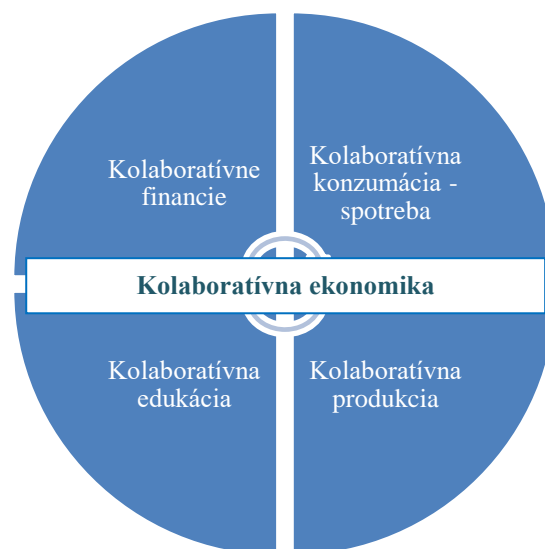 Kolaboratívne
financie
Kolaboratívna
konzumácia -
spotreba
Kolaboratívna ekonomika
Kolaboratívna
edukácia
Kolaboratívna
produkcia